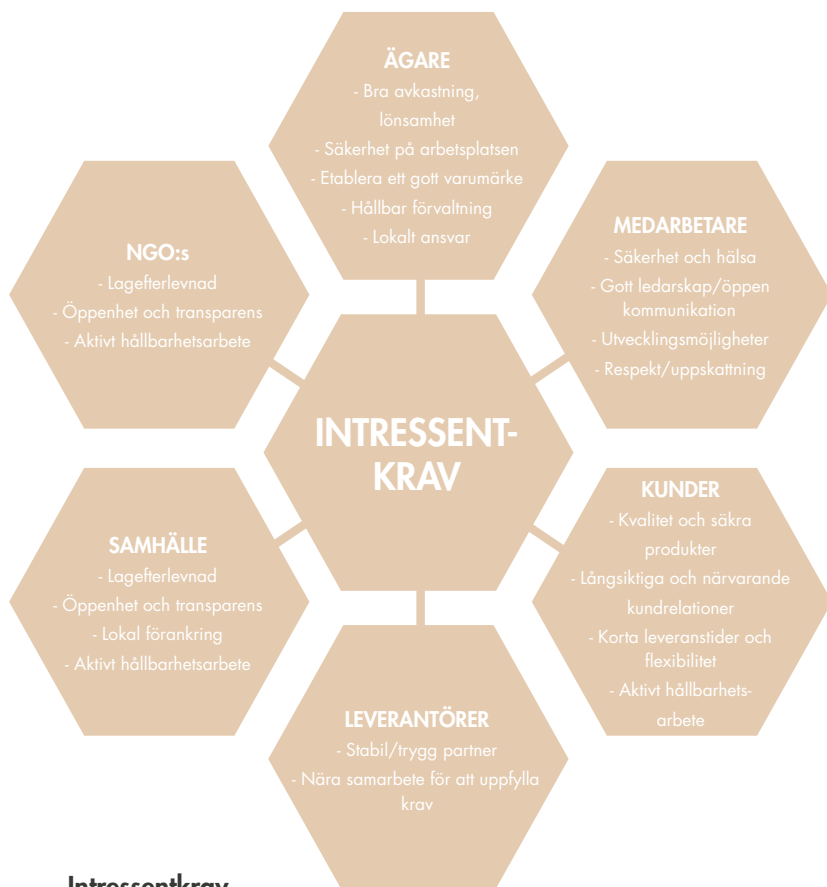 ÄGARE
- Bra avkastning,
lönsamhet
- Säkerhet på arbetsplatsen
- Etablera ett gott varumärke
- Hållbar förvaltning
- Lokalt ansvar
NGO:s
- Lagefterlevnad
- Öppenhet och transparens
- Aktivt hållbarhetsarbete
MEDARBETARE
- Säkerhet och hälsa
- Gott ledarskap/öppen
kommunikation
- Utvecklingsmöjligheter
- Respekt/uppskattning
INTRESSENT-
KRAV
SAMHÄLLE
- Lagefterlevnad
- Öppenhet och transparens
- Lokal förankring
- Aktivt hållbarhetsarbete
KUNDER
- Kvalitet och säkra
produkter
- Långsiktiga och närvarande
kundrelationer
- Korta leveranstider och
flexibilitet
- Aktivt hållbarhets-
arbete
LEVERANTÖRER
- Stabil/trygg partner
- Nära samarbete för att uppfylla
krav
Intressentkrav